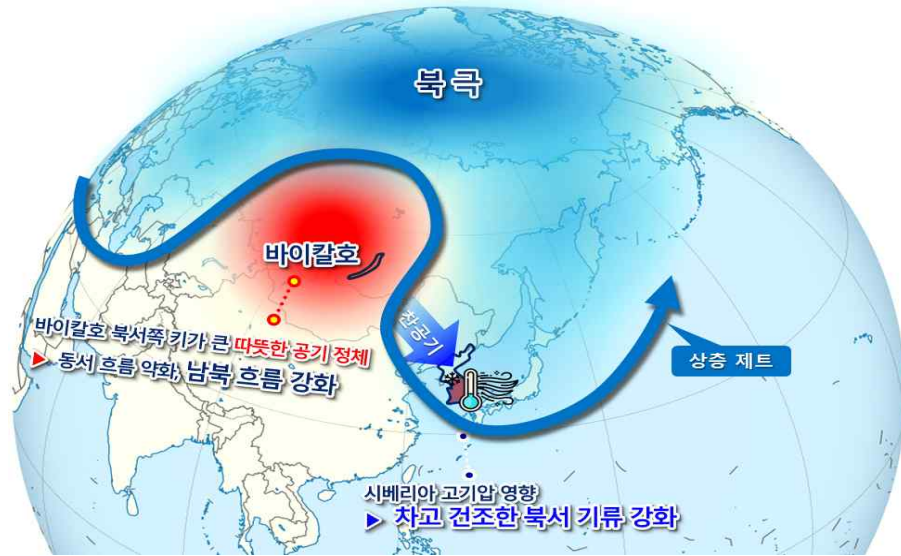 북극
바이칼호
바이칼호 북서쪽 키가 큰 따뜻한 공기 정체
▶ 동서 흐름 약화, 남북 흐름 강화
찬공기
상층 제트
시베리아 고기압 영향
▶ 차고 건조한 북서 기류 강화